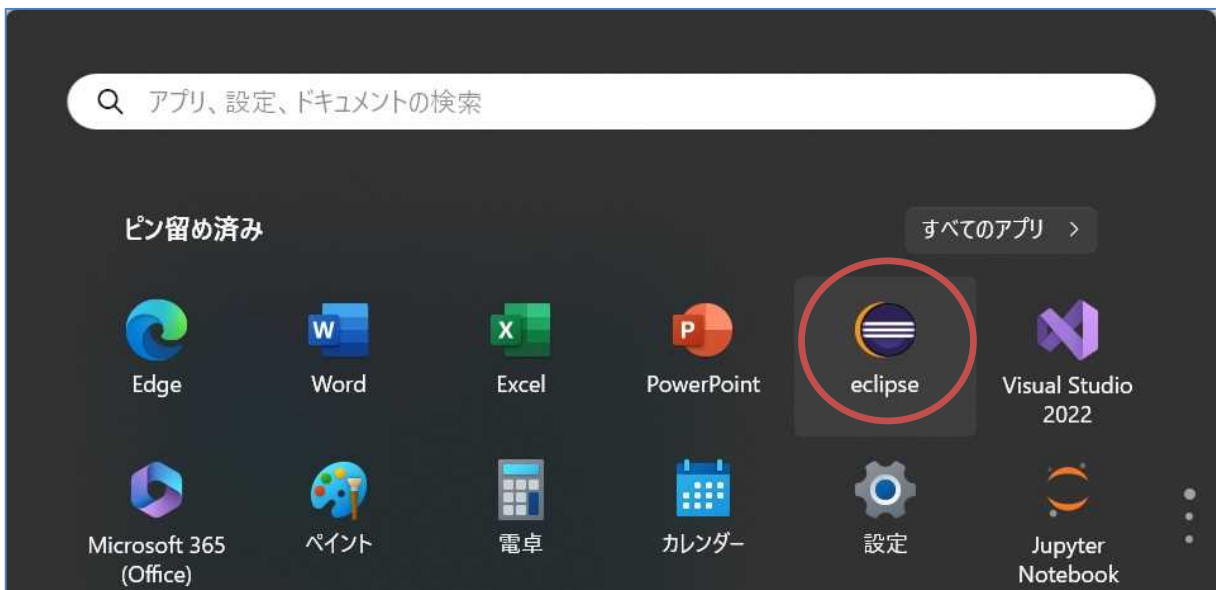 アプリ、設定、ドキュメントの検索
ピン留め済み
すべてのアプリ >
Edge
Word
Excel
PowerPoint
eclipse
Visual Studio
2022
Microsoft 365
(Office)
ペイント
電卓
カレンダー
設定
Jupyter
Notebook